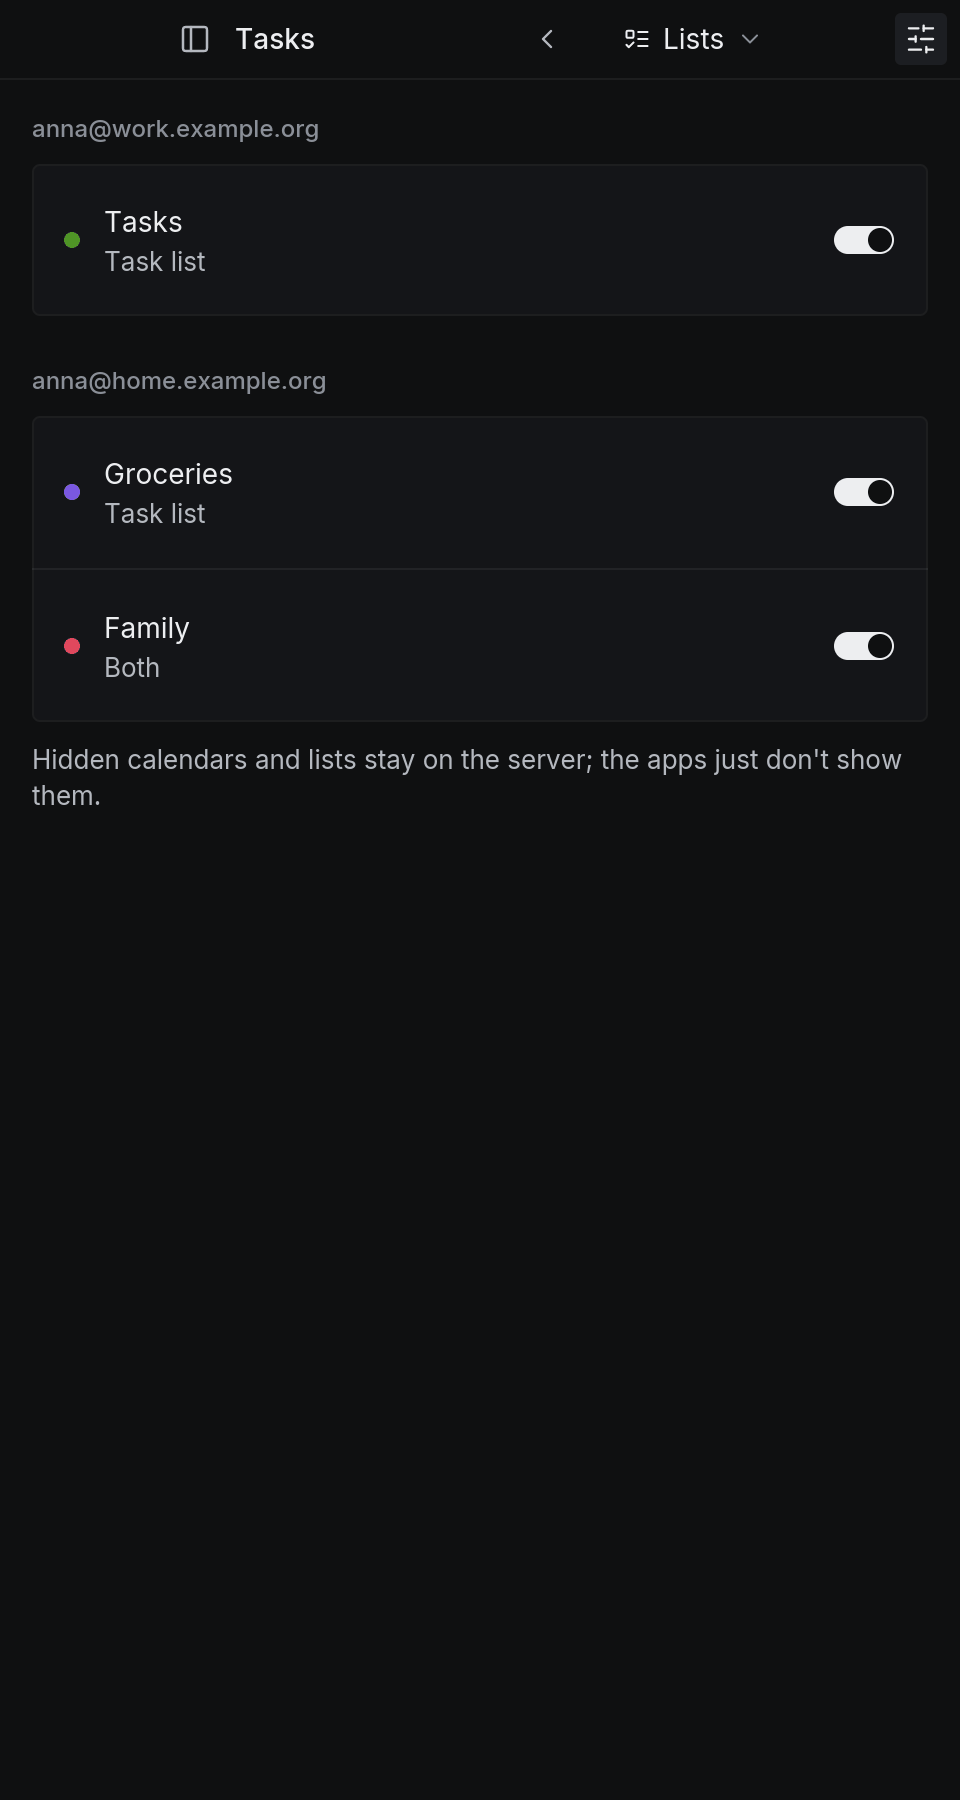 Tasks
Lists
anna@work.example.org
Tasks
Task list
anna@home.example.org
Groceries
Task list
Family
Both
Hidden calendars and lists stay on the server; the apps just don't show
them.